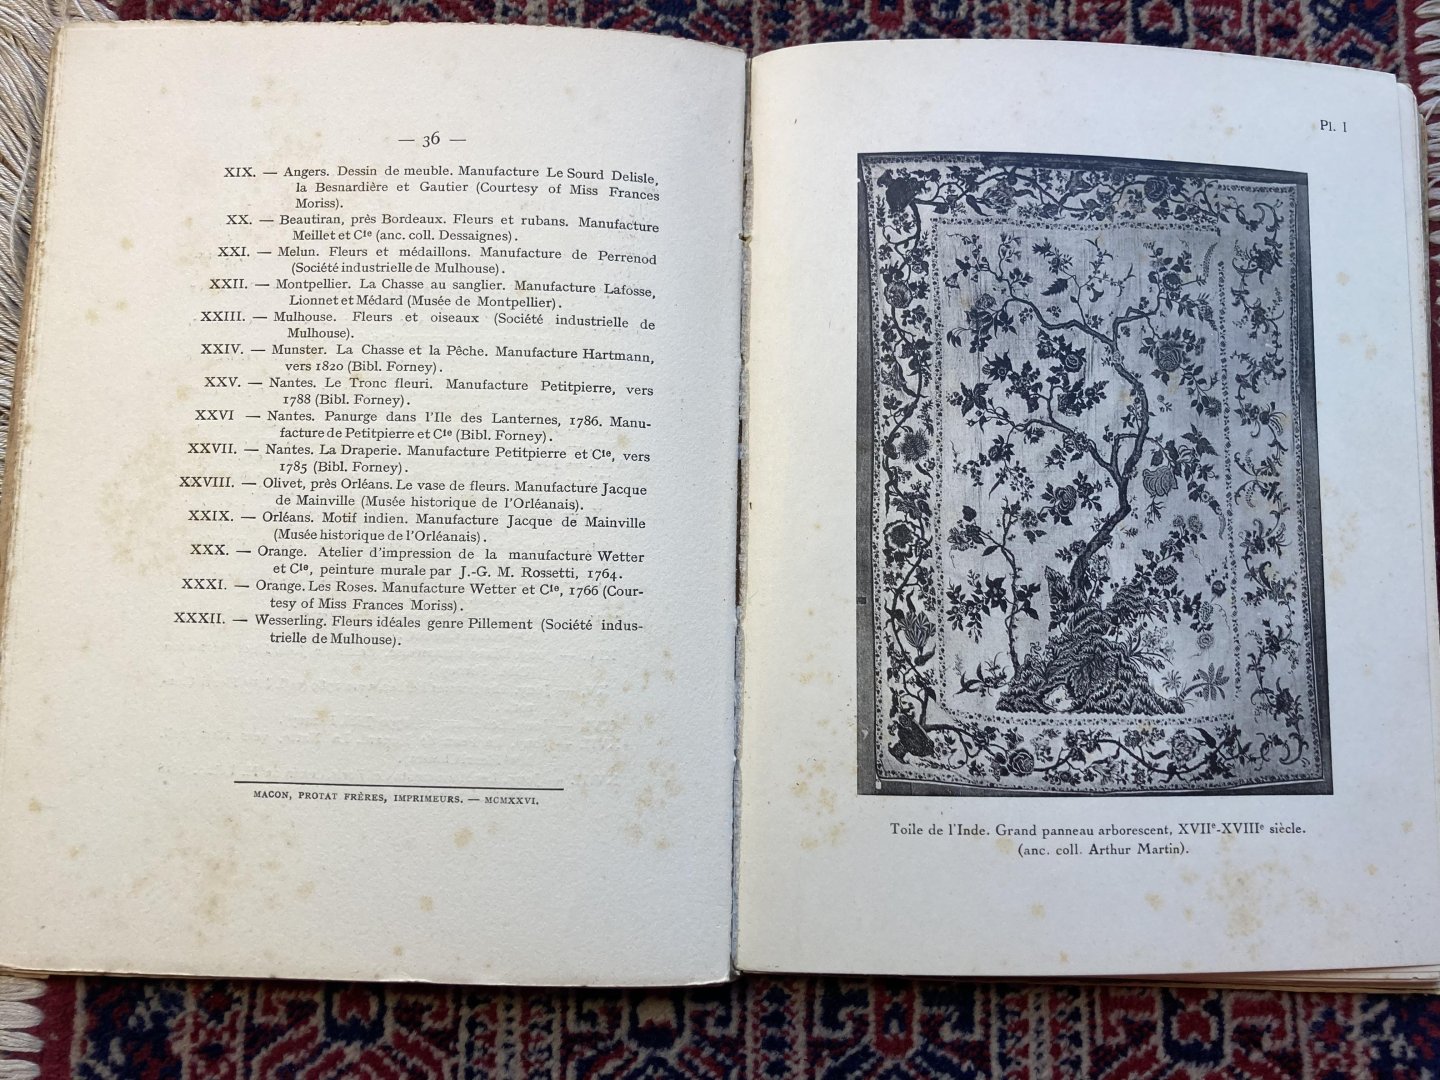 — 36 —
XIX. — Angers. Dessin de meuble. Manufacture Le Sourd Delisle,
la Besnardière et Gautier (Courtesy of Miss Frances
Moriss).
XX. — Beautiran, près Bordeaux. Fleurs et rubans. Manufacture
Meillet et Cie (anc. coll. Dessaignes).
XXI. — Melun. Fleurs et médaillons. Manufacture de Perrenod
(Société industrielle de Mulhouse).
XXII. — Montpellier. La Chasse au sanglier. Manufacture Lafosse,
Lionnet et Médard (Musée de Montpellier).
XXIII. — Mulhouse. Fleurs et oiseaux (Société industrielle de
Mulhouse).
XXIV. — Munster. La Chasse et la Pêche. Manufacture Hartmann,
vers 1820 (Bibl. Forney).
XXV. — Nantes. Le Tronc fleuri. Manufacture Petitpierre, vers
1788 (Bibl. Forney).
XXVI — Nantes. Panurge dans l'Ile des Lanternes, 1786. Manu-
facture de Petitpierre et Cie (Bibl. Forney).
XXVII. — Nantes. La Draperie. Manufacture Petitpierre et Cie, vers
1785 (Bibl. Forney).
XXVIII. — Olivet, près Orléans. Le vase de fleurs. Manufacture Jacque
de Mainville (Musée historique de l'Orléanais).
XXIX. — Orléans. Motif indien. Manufacture Jacque de Mainville
(Musée historique de l'Orléanais).
XXX. — Orange. Atelier d'impression de la manufacture Wetter
et Cie, peinture murale par J.-G. M. Rossetti, 1764.
XXXI. — Orange. Les Roses. Manufacture Wetter et Cie, 1766 (Cour-
tesy of Miss Frances Moriss).
XXXII. — Wesserling. Fleurs idéales genre Pillement (Société indus-
trielle de Mulhouse).
MACON, PROTAT FRÈRES, IMPRIMEURS. — MCMXXVI.
Pl. I
Toile de l'Inde. Grand panneau arborescent, XVIIe-XVIIIe siècle.
(anc. coll. Arthur Martin).